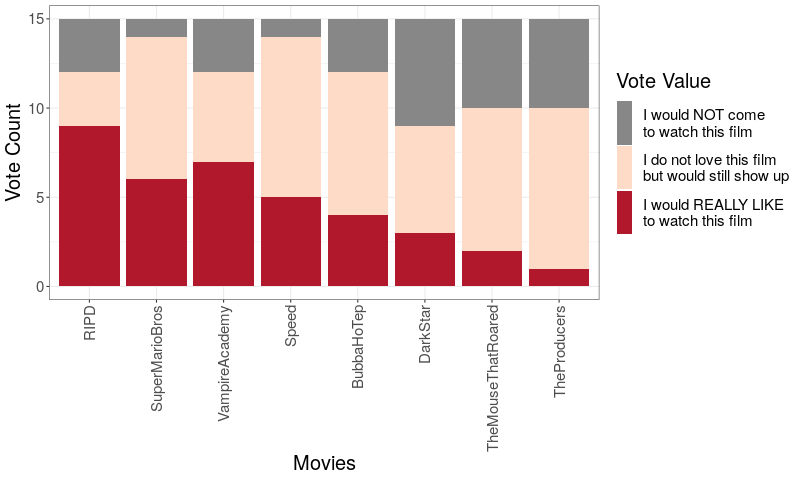 15
10
5
0
Vote Count
RIPD
SuperMarioBros
VampireAcademy
Speed
BubbaHoTep
DarkStar
TheMouseThatRoared
TheProducers
Movies
Vote Value
I would NOT come
to watch this film
I do not love this film
but would still show up
I would REALLY LIKE
to watch this film